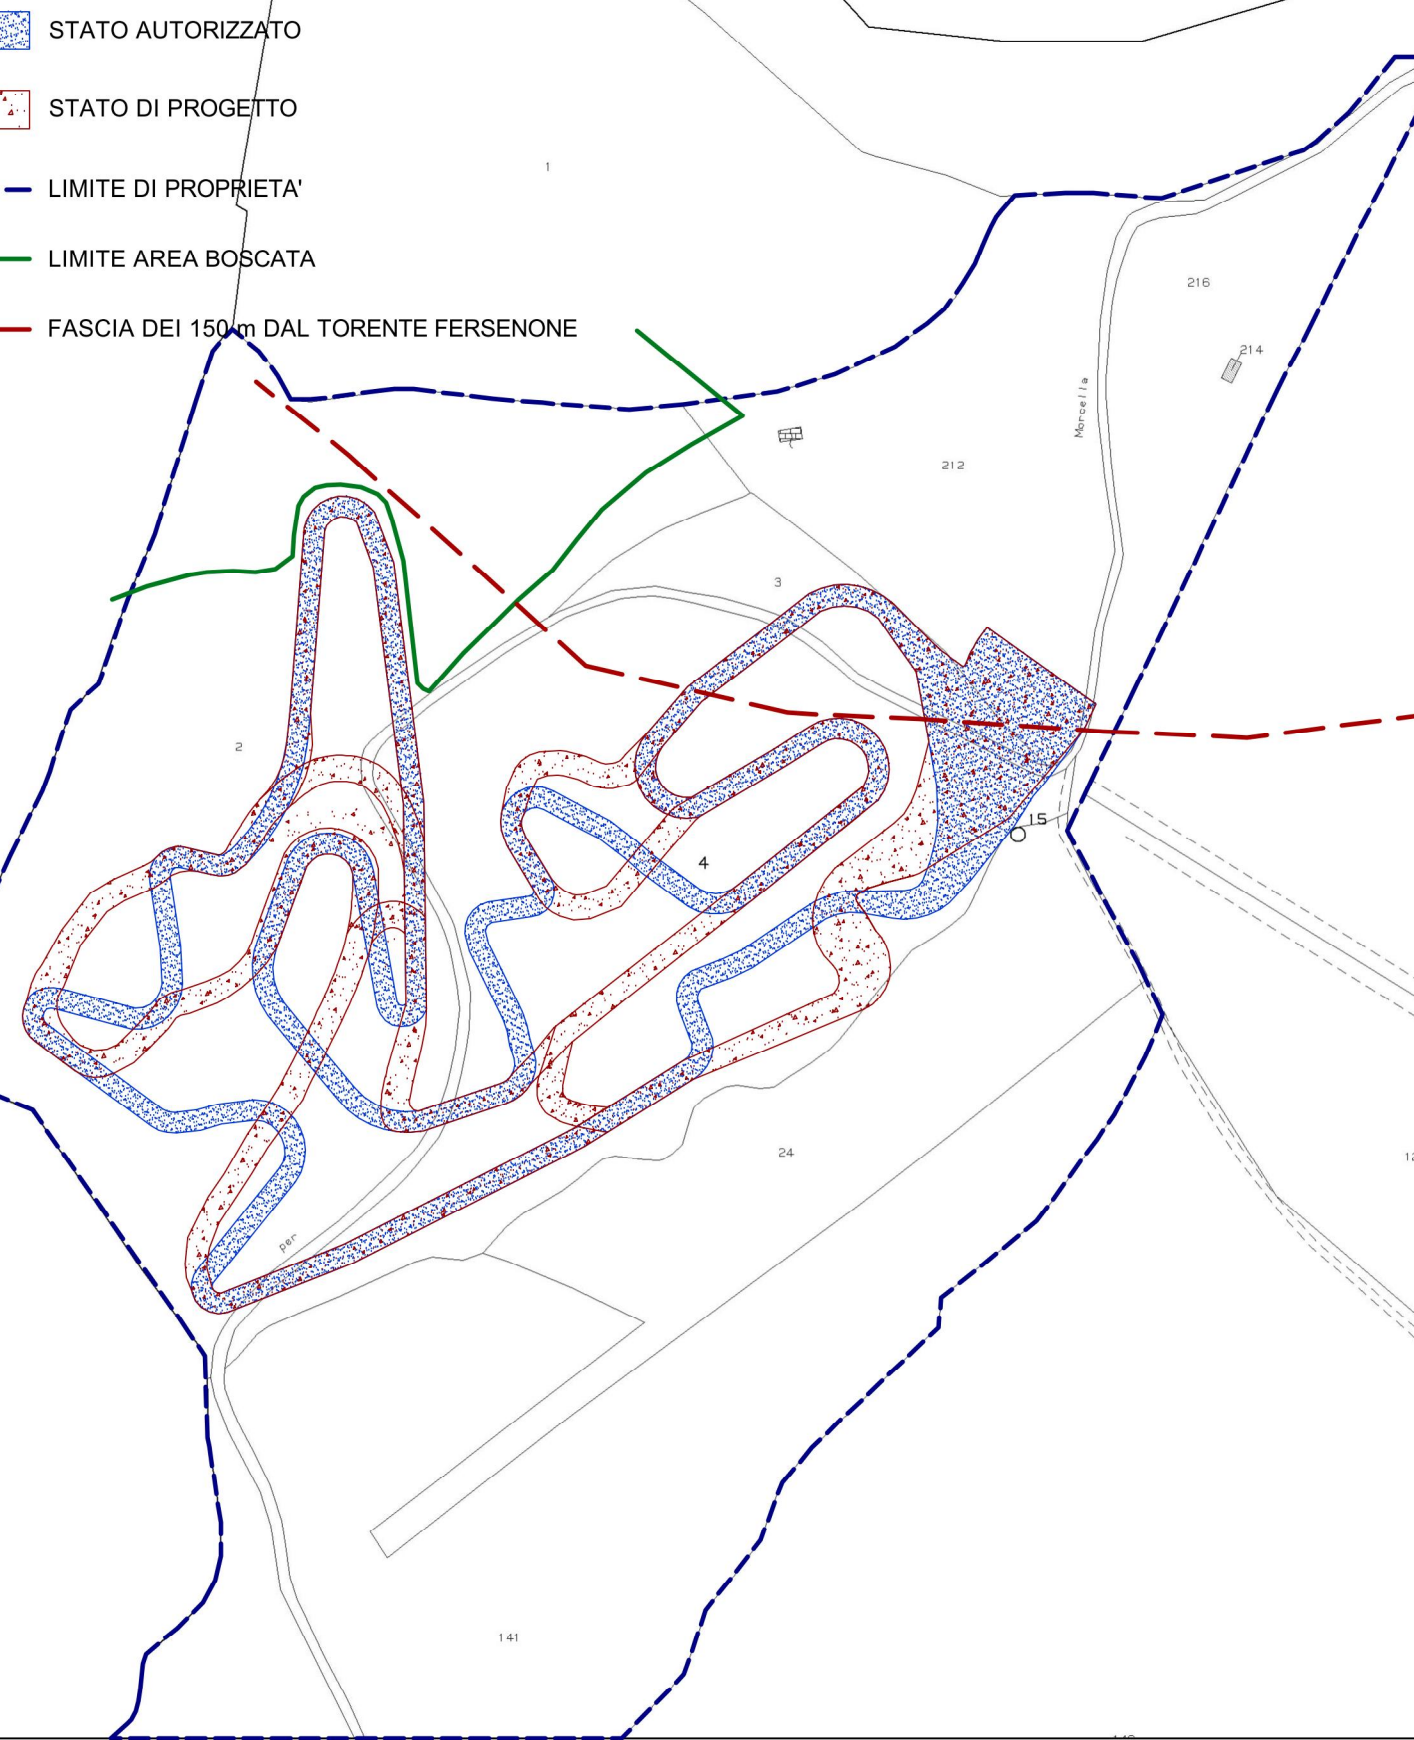 STATO AUTORIZZATO
STATO DI PROGETTO
LIMITE DI PROPRIETA'
LIMITE AREA BOSCATA
FASCIA DEI 150 m DAL TORENTE FERSENONE
1
216
214
Morcella
212
3
2
15
4
24
12
per
141